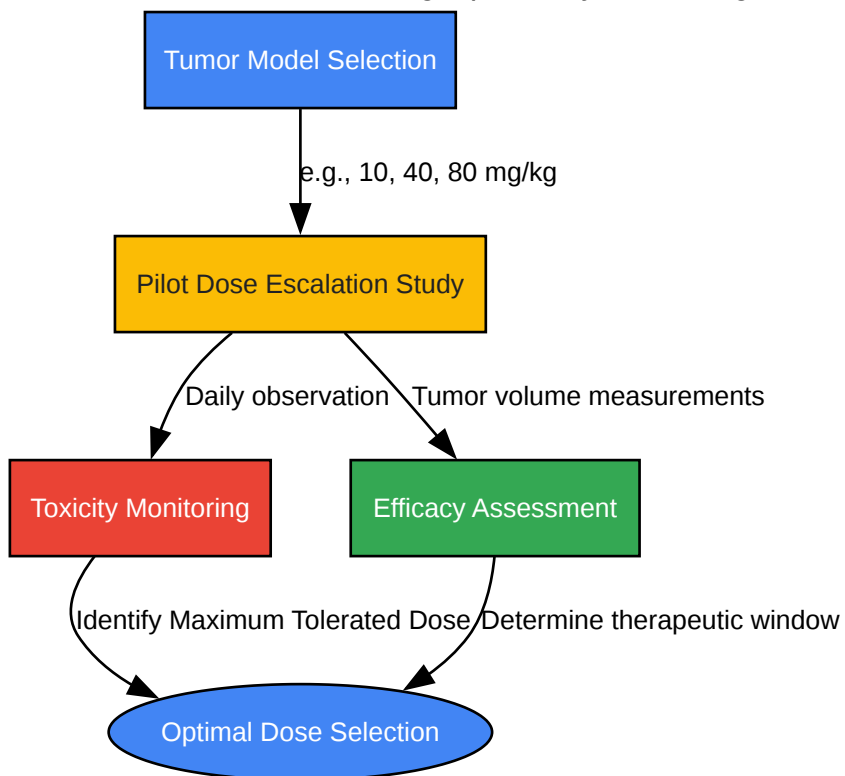 Tumor Model Selection
e.g., 10, 40, 80 mg/kg
Pilot Dose Escalation Study
Daily observation
Tumor volume measurements
Toxicity Monitoring
Efficacy Assessment
Identify Maximum Tolerated Dose
Determine therapeutic window
Optimal Dose Selection